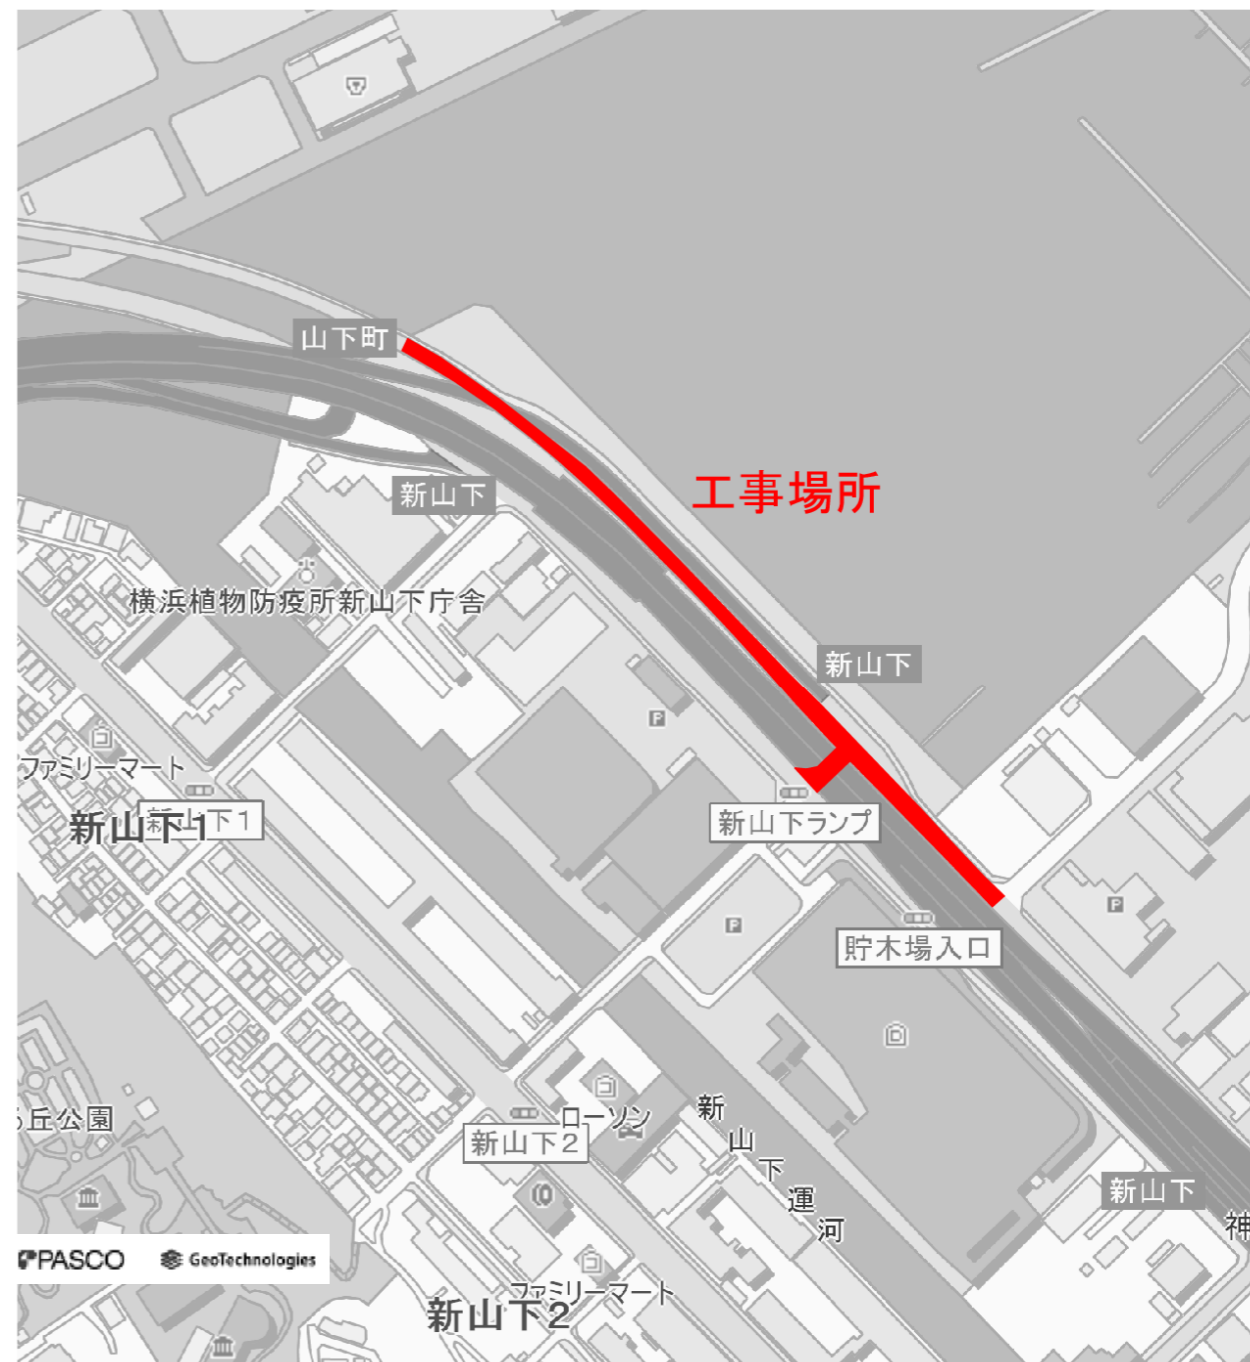 山下町
工事場所
新山下
横浜植物防疫所新山下庁舎
新山下
P
ファミリーマート
新山下1
新山下1
新山下ランプ
P
P
貯木場入口
ローソン
新山下2
新山下運河
る丘公園
新山下
神
PASCO
GeoTechnologies
ファミリーマート
新山下2